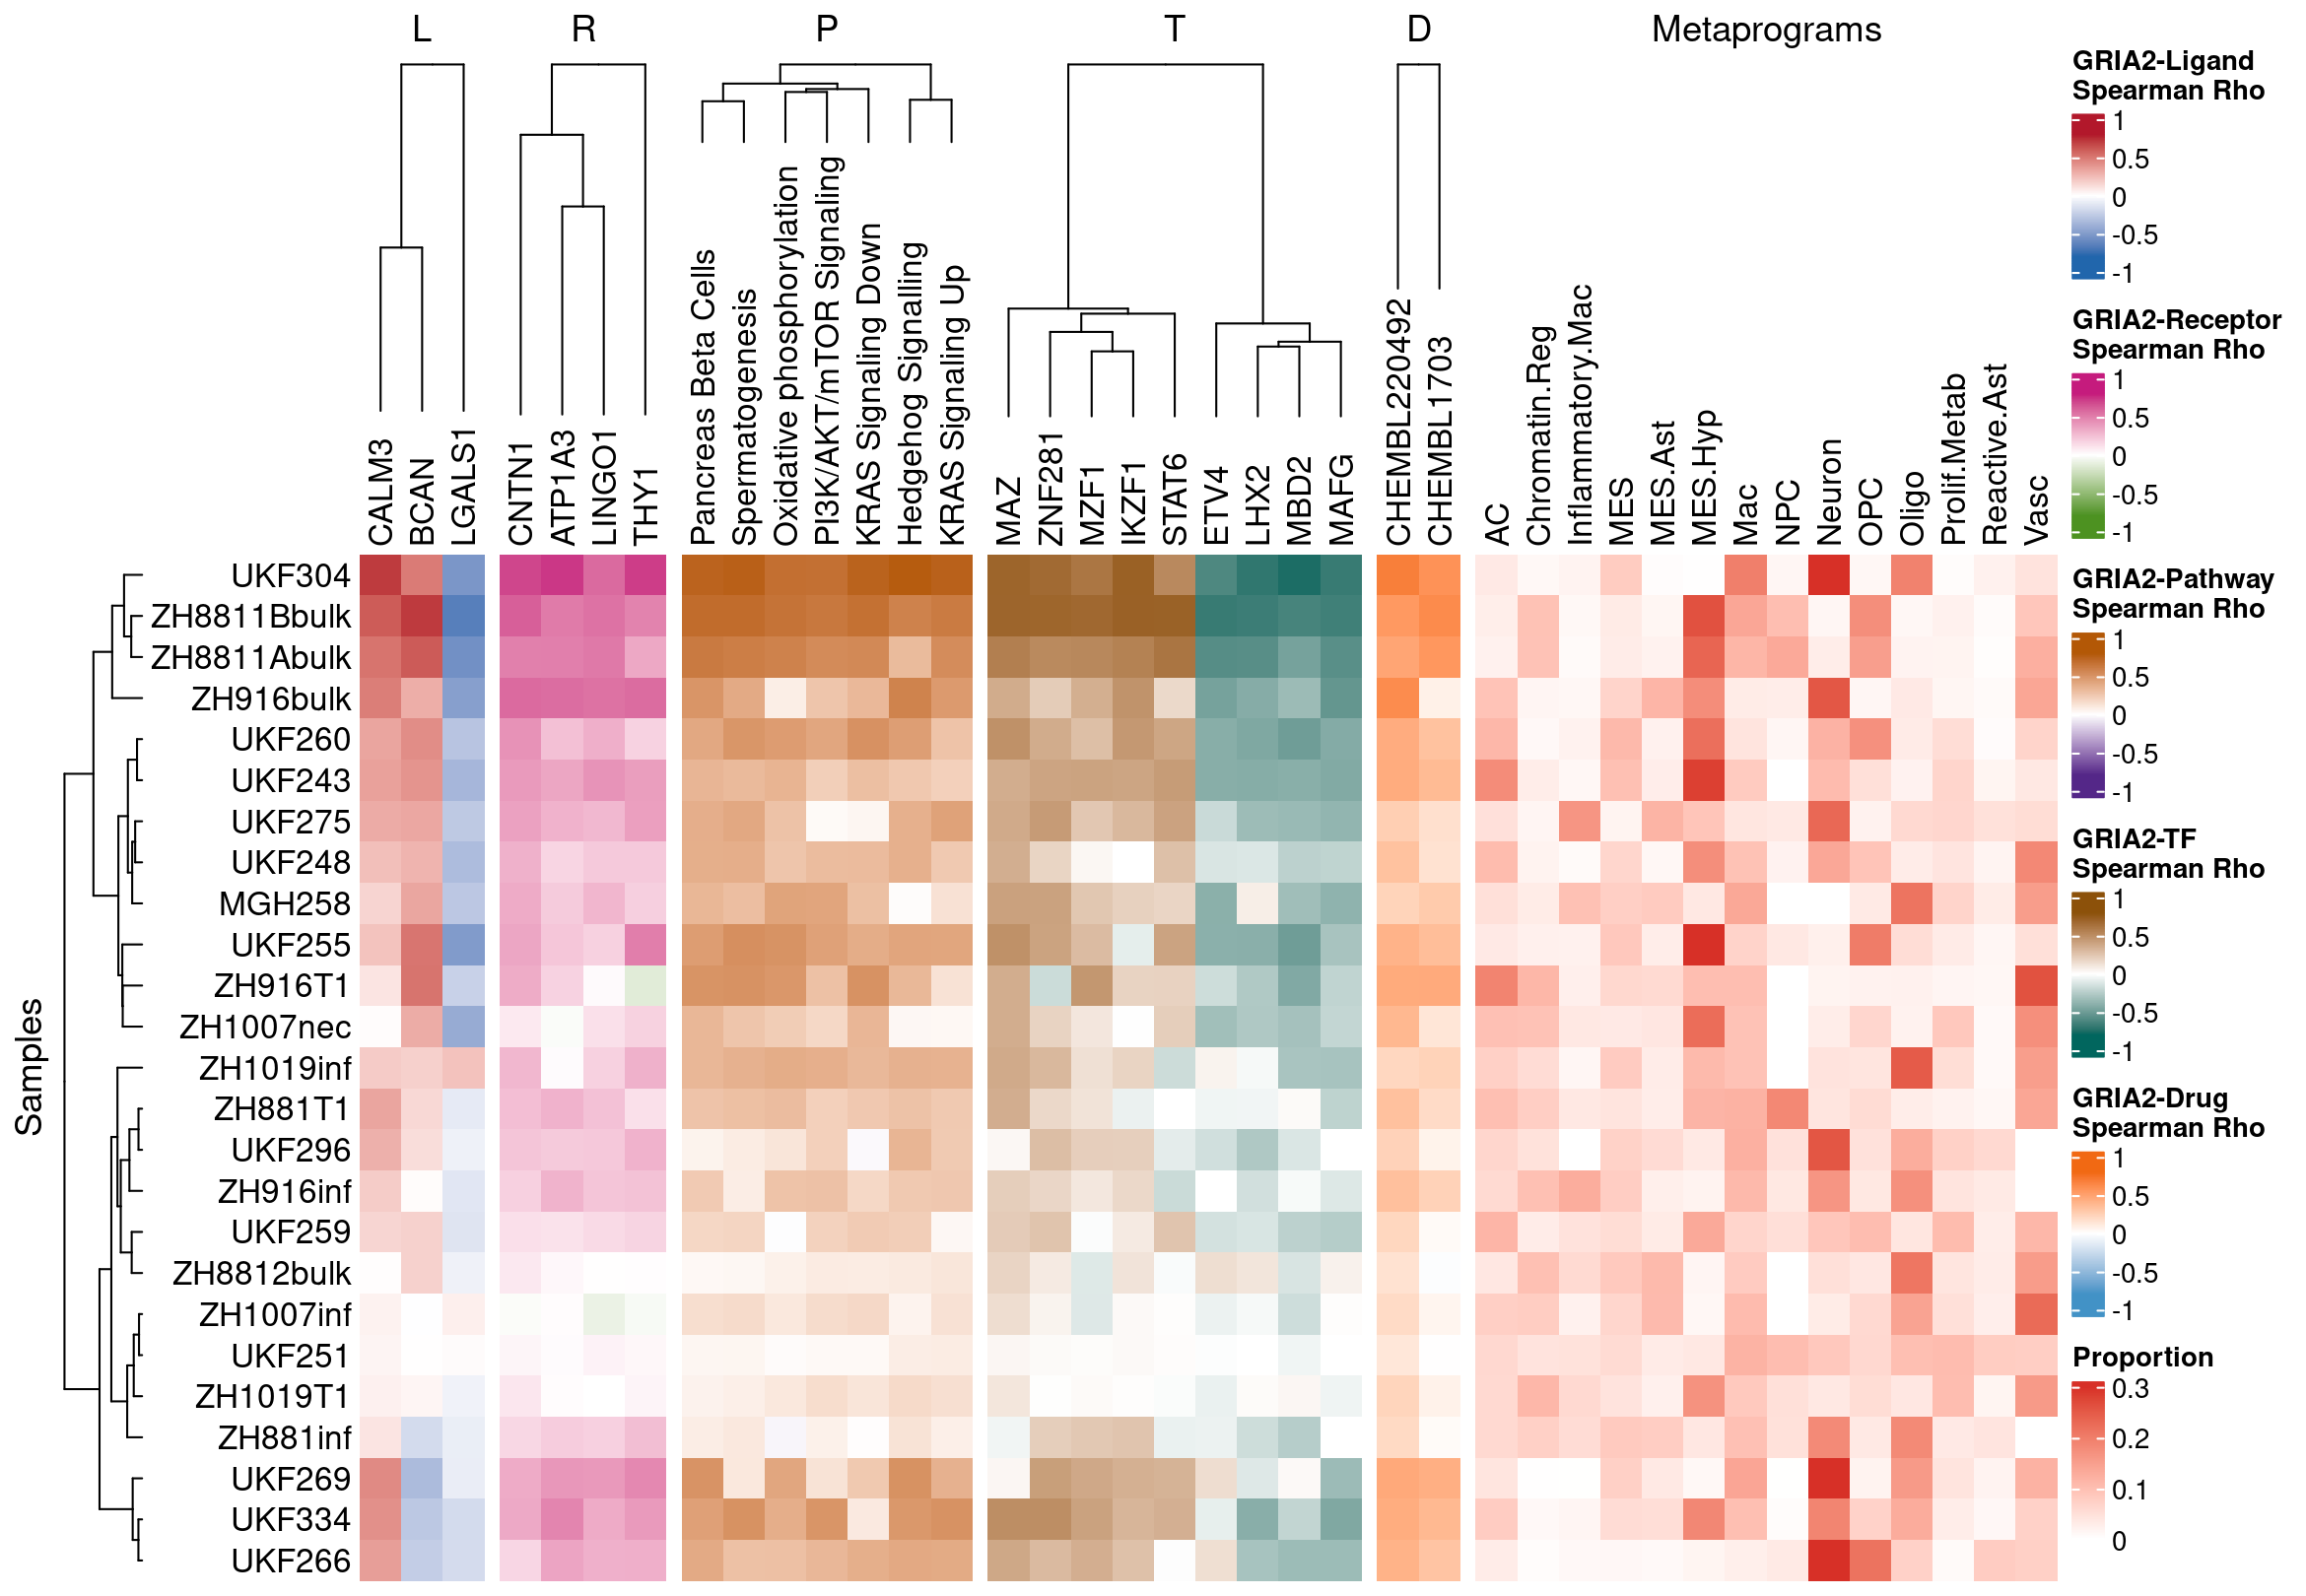 L
R
P
T
D
Metaprograms
CALM3
BCAN
LGALS1
CNTN1
ATP1A3
LINGO1
THY1
Pancreas Beta Cells
Spermatogenesis
Oxidative phosphorylation
PI3K/AKT/mTOR Signaling
KRAS Signaling Down
Hedgehog Signalling
KRAS Signaling Up
MAZ
ZNF281
MZF1
IKZF1
STAT6
ETV4
LHX2
MBD2
MAFG
CHEMBL220492
CHEMBL1703
AC
Chromatin.Reg
Inflammatory.Mac
MES
MES.Ast
MES.Hyp
Mac
NPC
Neuron
OPC
Oligo
Prolif.Metab
Reactive.Ast
Vasc
Samples
UKF304
ZH8811Bbulk
ZH8811Abulk
ZH916bulk
UKF260
UKF243
UKF275
UKF248
MGH258
UKF255
ZH916T1
ZH1007nec
ZH1019inf
ZH881T1
UKF296
ZH916inf
UKF259
ZH8812bulk
ZH1007inf
UKF251
ZH1019T1
ZH881inf
UKF269
UKF334
UKF266
GRIA2-Ligand
Spearman Rho
1
0.5
0
-0.5
-1
GRIA2-Receptor
Spearman Rho
1
0.5
0
-0.5
-1
GRIA2-Pathway
Spearman Rho
1
0.5
0
-0.5
-1
GRIA2-TF
Spearman Rho
1
0.5
0
-0.5
-1
GRIA2-Drug
Spearman Rho
1
0.5
0
-0.5
-1
Proportion
0.3
0.2
0.1
0